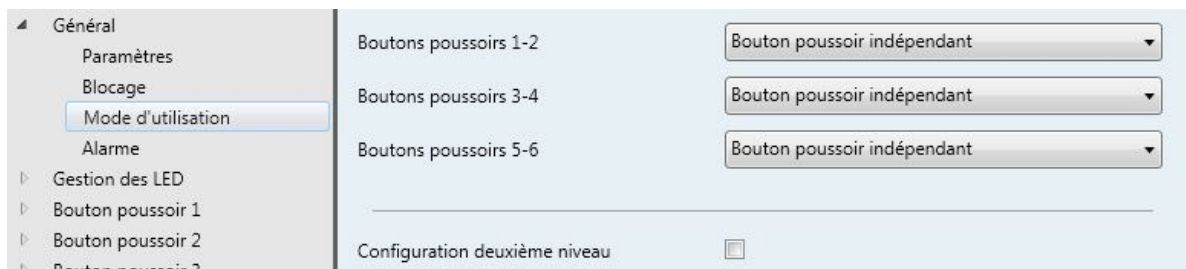 Général
Paramètres
Blocage
Mode d'utilisation
Alarme
Gestion des LED
Bouton poussoir 1
Bouton poussoir 2
Boutons poussoirs 1-2 Bouton poussoir indépendant
Boutons poussoirs 3-4 Bouton poussoir indépendant
Boutons poussoirs 5-6 Bouton poussoir indépendant
Configuration deuxième niveau